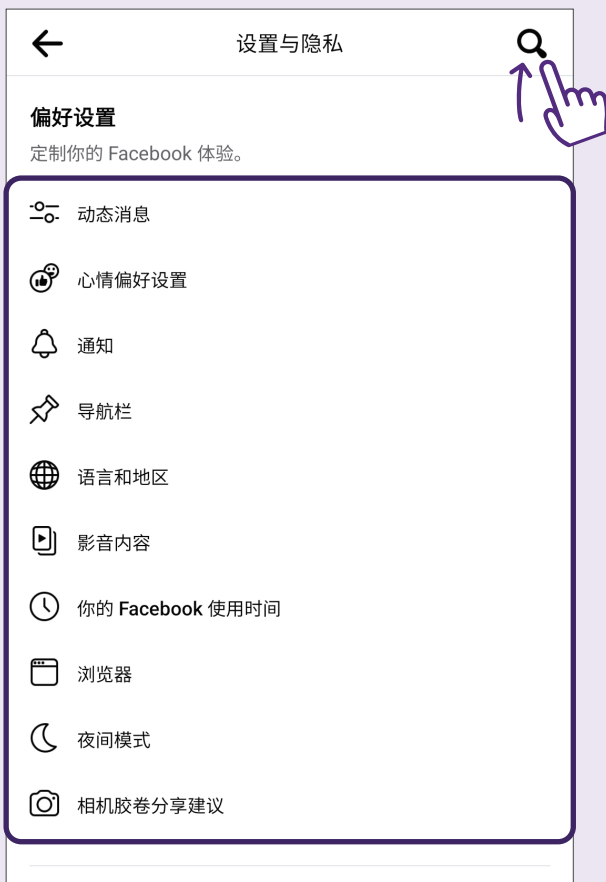 设置与隐私
偏好设置
定制你的 Facebook 体验。
动态消息
心情偏好设置
通知
导航栏
语言和地区
影音内容
你的 Facebook 使用时间
浏览器
夜间模式
相机胶卷分享建议